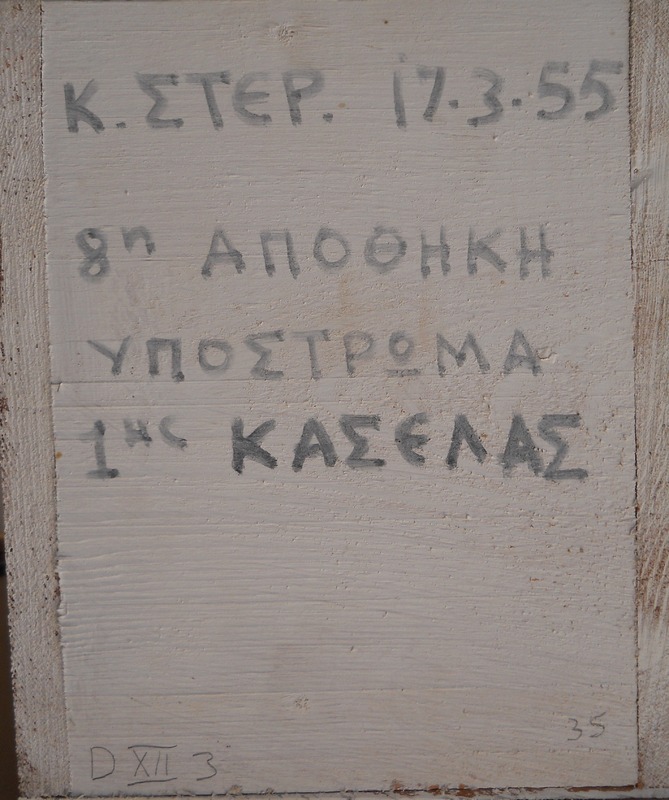 Κ. ΣΤΕΡ. 17.3.55
8η ΑΠΟΘΗΚΗ
ΥΠΟΣΤΡΩΜΑ
1ΗΣ ΚΑΣΕΛΑΣ
35
D XII 3